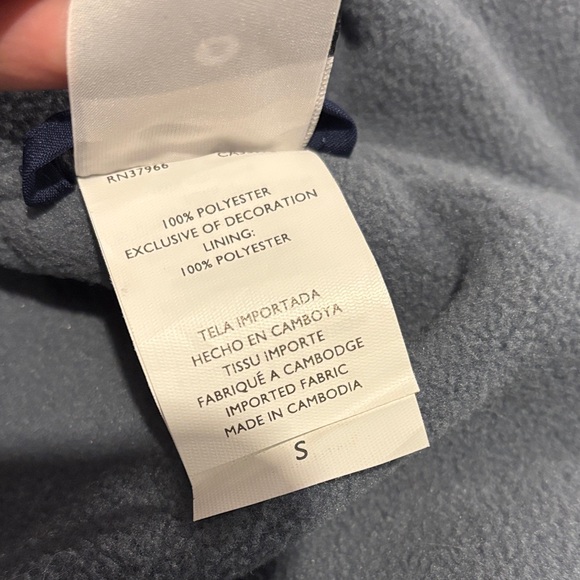 RN37966
100% POLYESTER
EXCLUSIVE OF DECORATION
LINING:
100% POLYESTER
TELA IMPORTADA
HECHO EN CAMBOYA
TISSU IMPORTE
FABRIQUÉ A CAMBODGE
IMPORTED FABRIC
MADE IN CAMBODIA
S